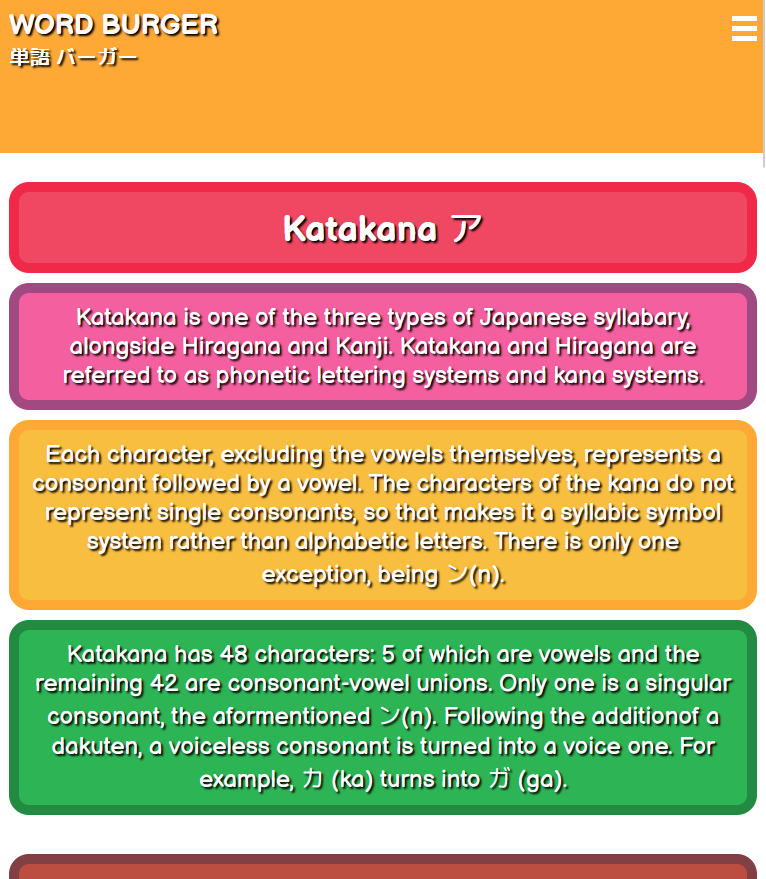 WORD BURGER
単語 バーガー
Katakana ア
Katakana is one of the three types of Japanese syllabary,
alongside Hiragana and Kanji. Katakana and Hiragana are
referred to as phonetic lettering systems and kana systems.
Each character, excluding the vowels themselves, represents a
consonant followed by a vowel. The characters of the kana do not
represent single consonants, so that makes it a syllabic symbol
system rather than alphabetic letters. There is only one
exception, being ン(n).
Katakana has 48 characters: 5 of which are vowels and the
remaining 42 are consonant-vowel unions. Only one is a singular
consonant, the aformentioned ン(n). Following the additionof a
dakuten, a voiceless consonant is turned into a voice one. For
example, カ (ka) turns into ガ (ga).